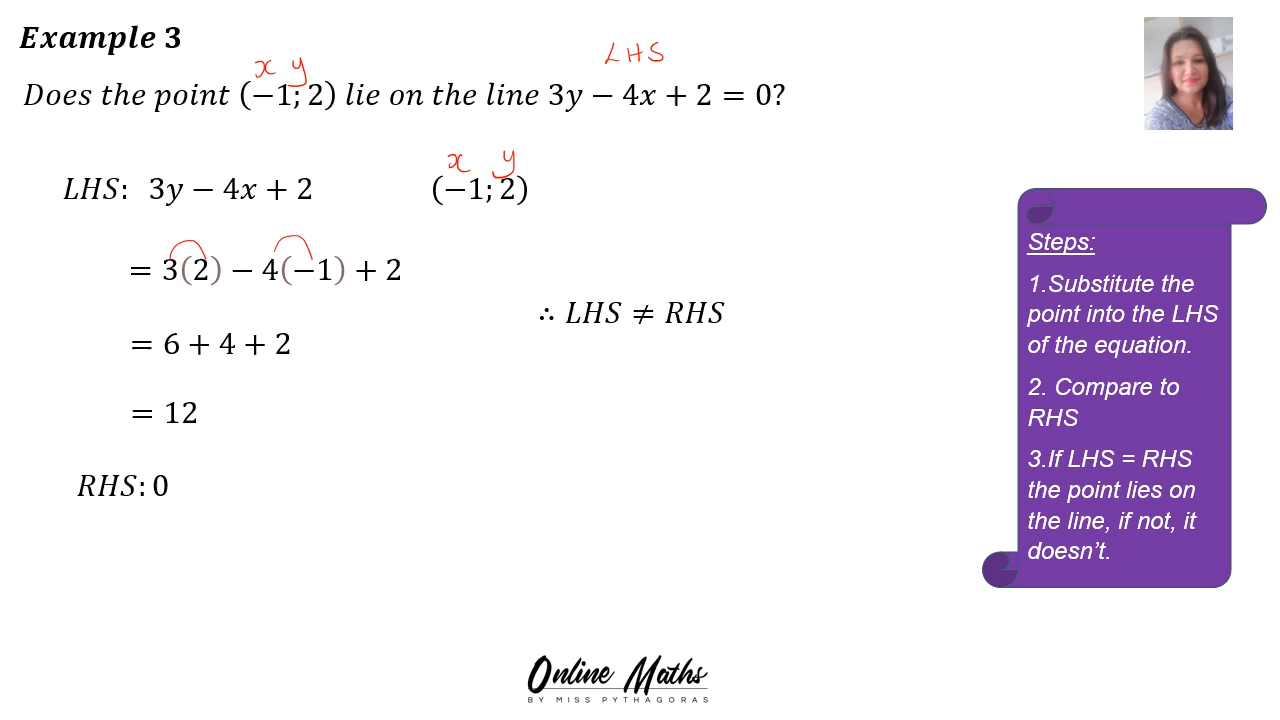 Example 3
x y
LHS
Does the point (−1; 2) lie on the line 3y − 4x + 2 = 0?
x y
LHS: 3y − 4x + 2 (−1; 2)
= 3(2) − 4(−1) + 2
∴ LHS ≠ RHS
= 6 + 4 + 2
= 12
RHS: 0
Steps:
1.Substitute the
point into the LHS
of the equation.
2. Compare to
RHS
3.If LHS = RHS
the point lies on
the line, if not, it
doesn’t.
Online Maths
BY MISS PYTHAGORAS